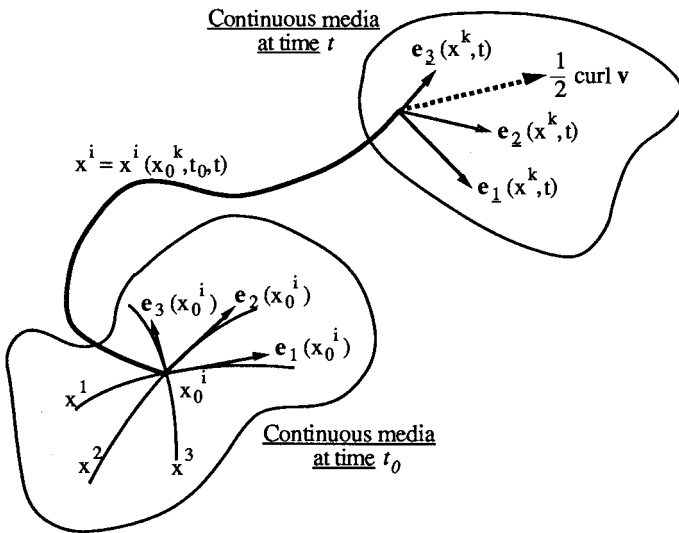 Continuous media
at time t
e_3 (x^k, t)
1/2 curl v
e_2 (x^k, t)
e_1 (x^k, t)
x^i = x^i (x_0^k, t_0, t)
e_3 (x_0^i)
e_2 (x_0^i)
e_1 (x_0^i)
x_0^i
x^1
x^2
x^3
Continuous media
at time t_0